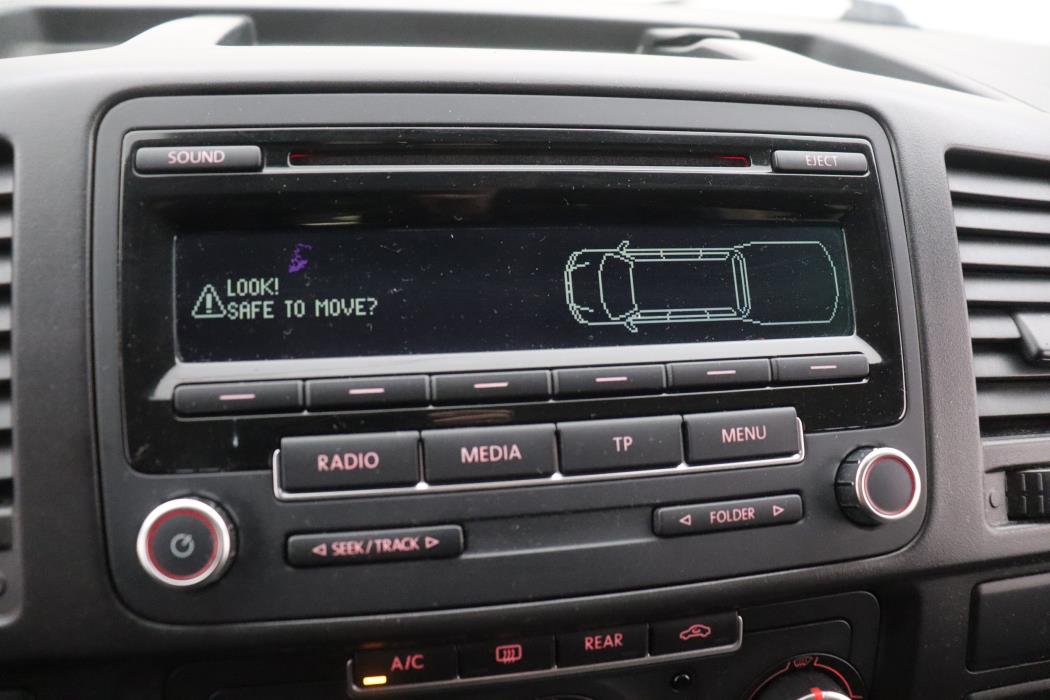 SOUND
EJECT
LOOK!
SAFE TO MOVE?
RADIO
MEDIA
TP
MENU
SEEK/TRACK
FOLDER
A/C
REAR